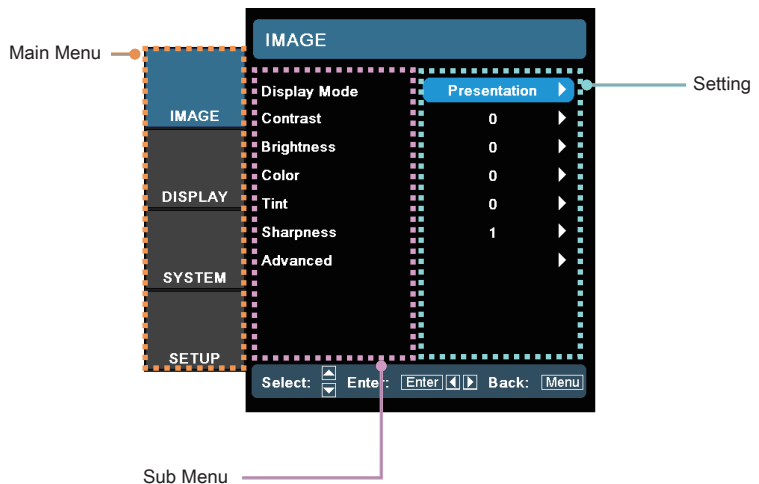 IMAGE
Main Menu
Setting
Display Mode Presentation
IMAGE
Contrast 0
Brightness 0
Color 0
DISPLAY
Tint 0
Sharpness 1
Advanced
SYSTEM
SETUP
Select: Enter: Enter Back: Menu
Sub Menu